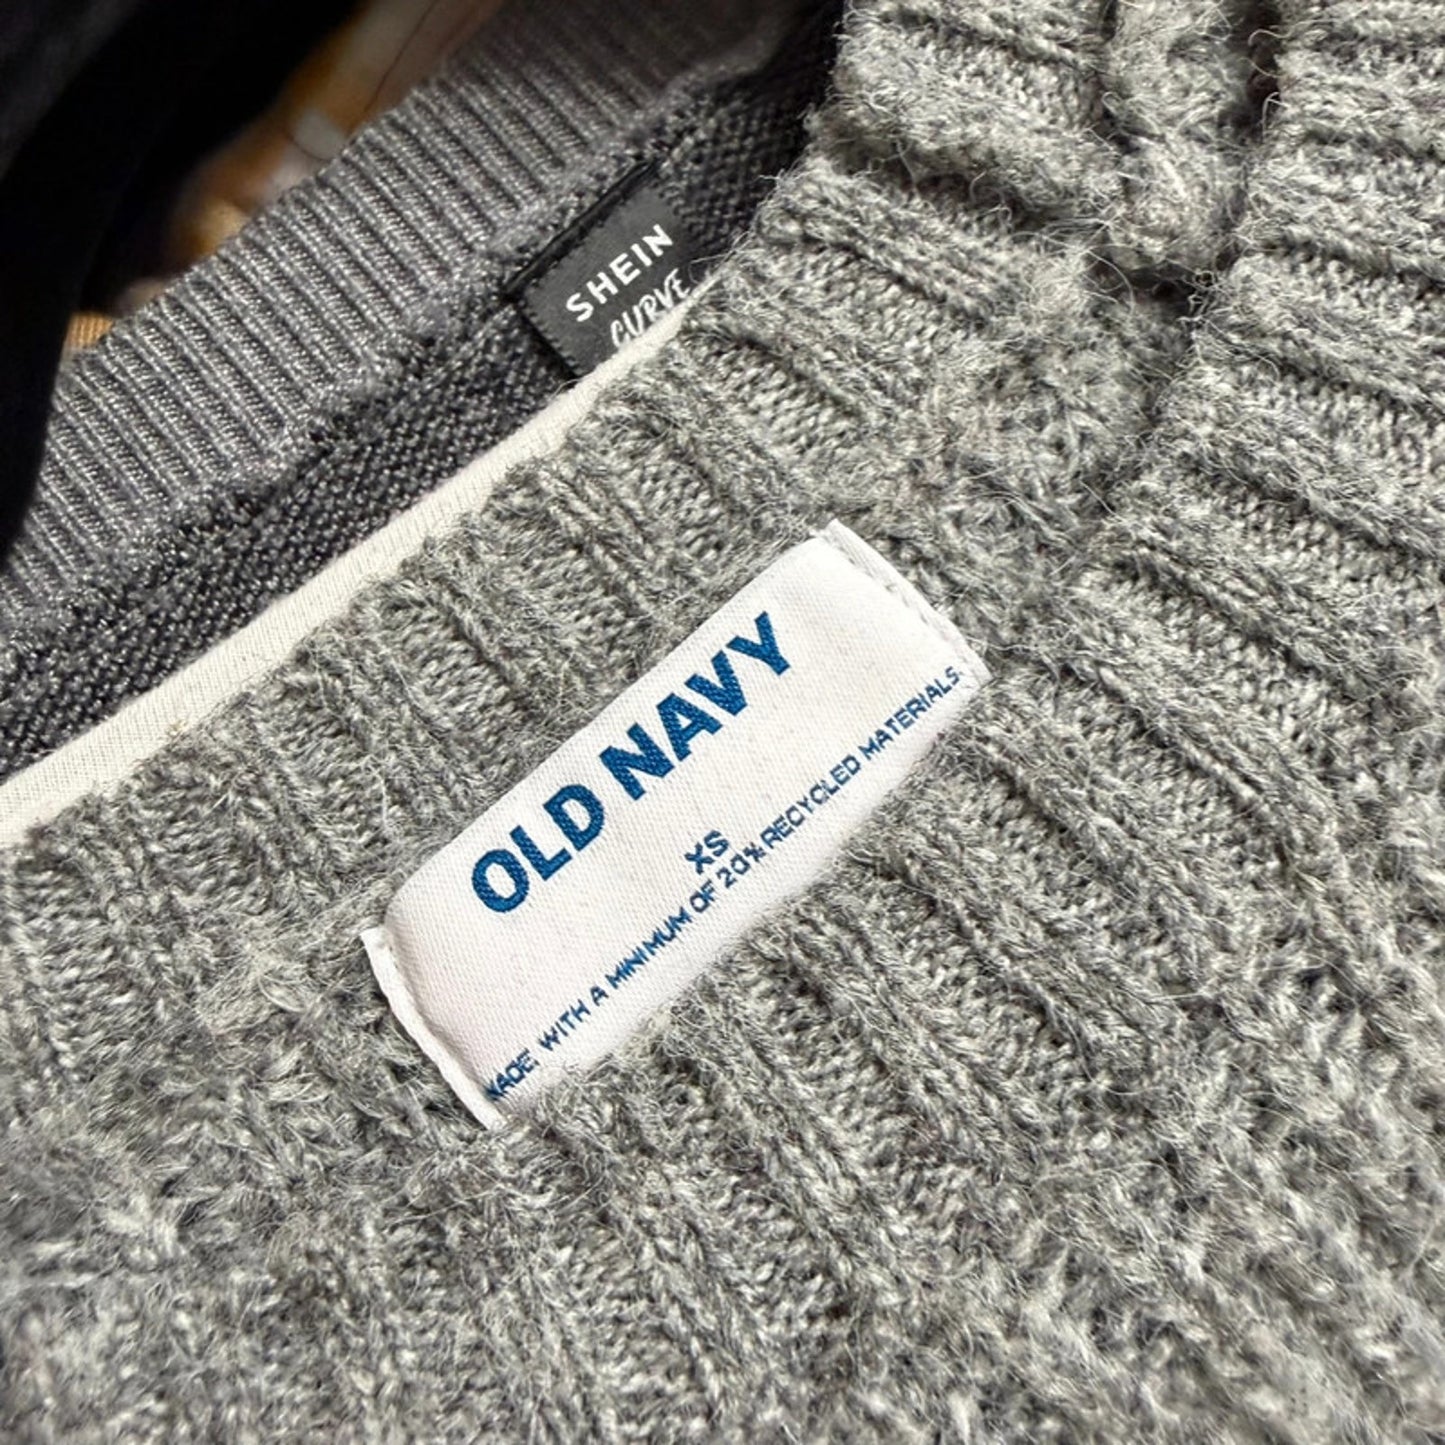 SHEIN
CURVE
OLD NAVY
XS
MADE WITH A MINIMUM OF 20% RECYCLED MATERIALS.